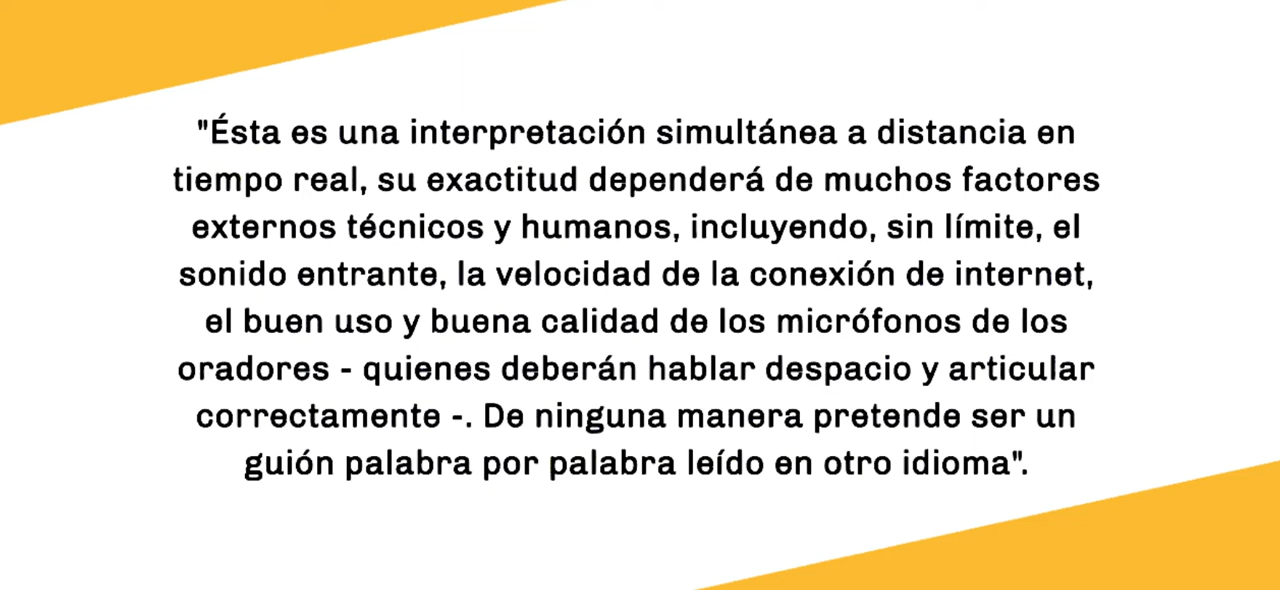 "Ésta es una interpretación simultánea a distancia en
tiempo real, su exactitud dependerá de muchos factores
externos técnicos y humanos, incluyendo, sin límite, el
sonido entrante, la velocidad de la conexión de internet,
el buen uso y buena calidad de los micrófonos de los
oradores - quienes deberán hablar despacio y articular
correctamente -. De ninguna manera pretende ser un
guión palabra por palabra leído en otro idioma".